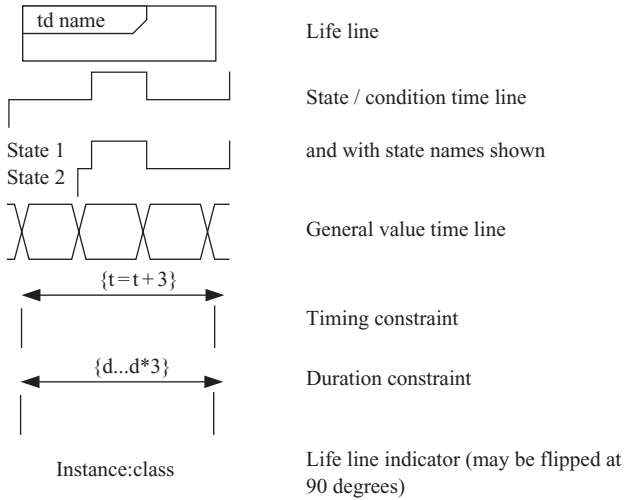 td name
Life line
State / condition time line
State 1
and with state names shown
State 2
General value time line
{t=t+3}
Timing constraint
{d...d*3}
Duration constraint
Instance:class
Life line indicator (may be flipped at
90 degrees)